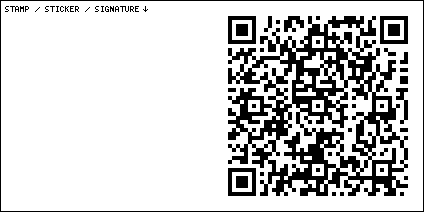 STAMP / STICKER / SIGNATURE ↓